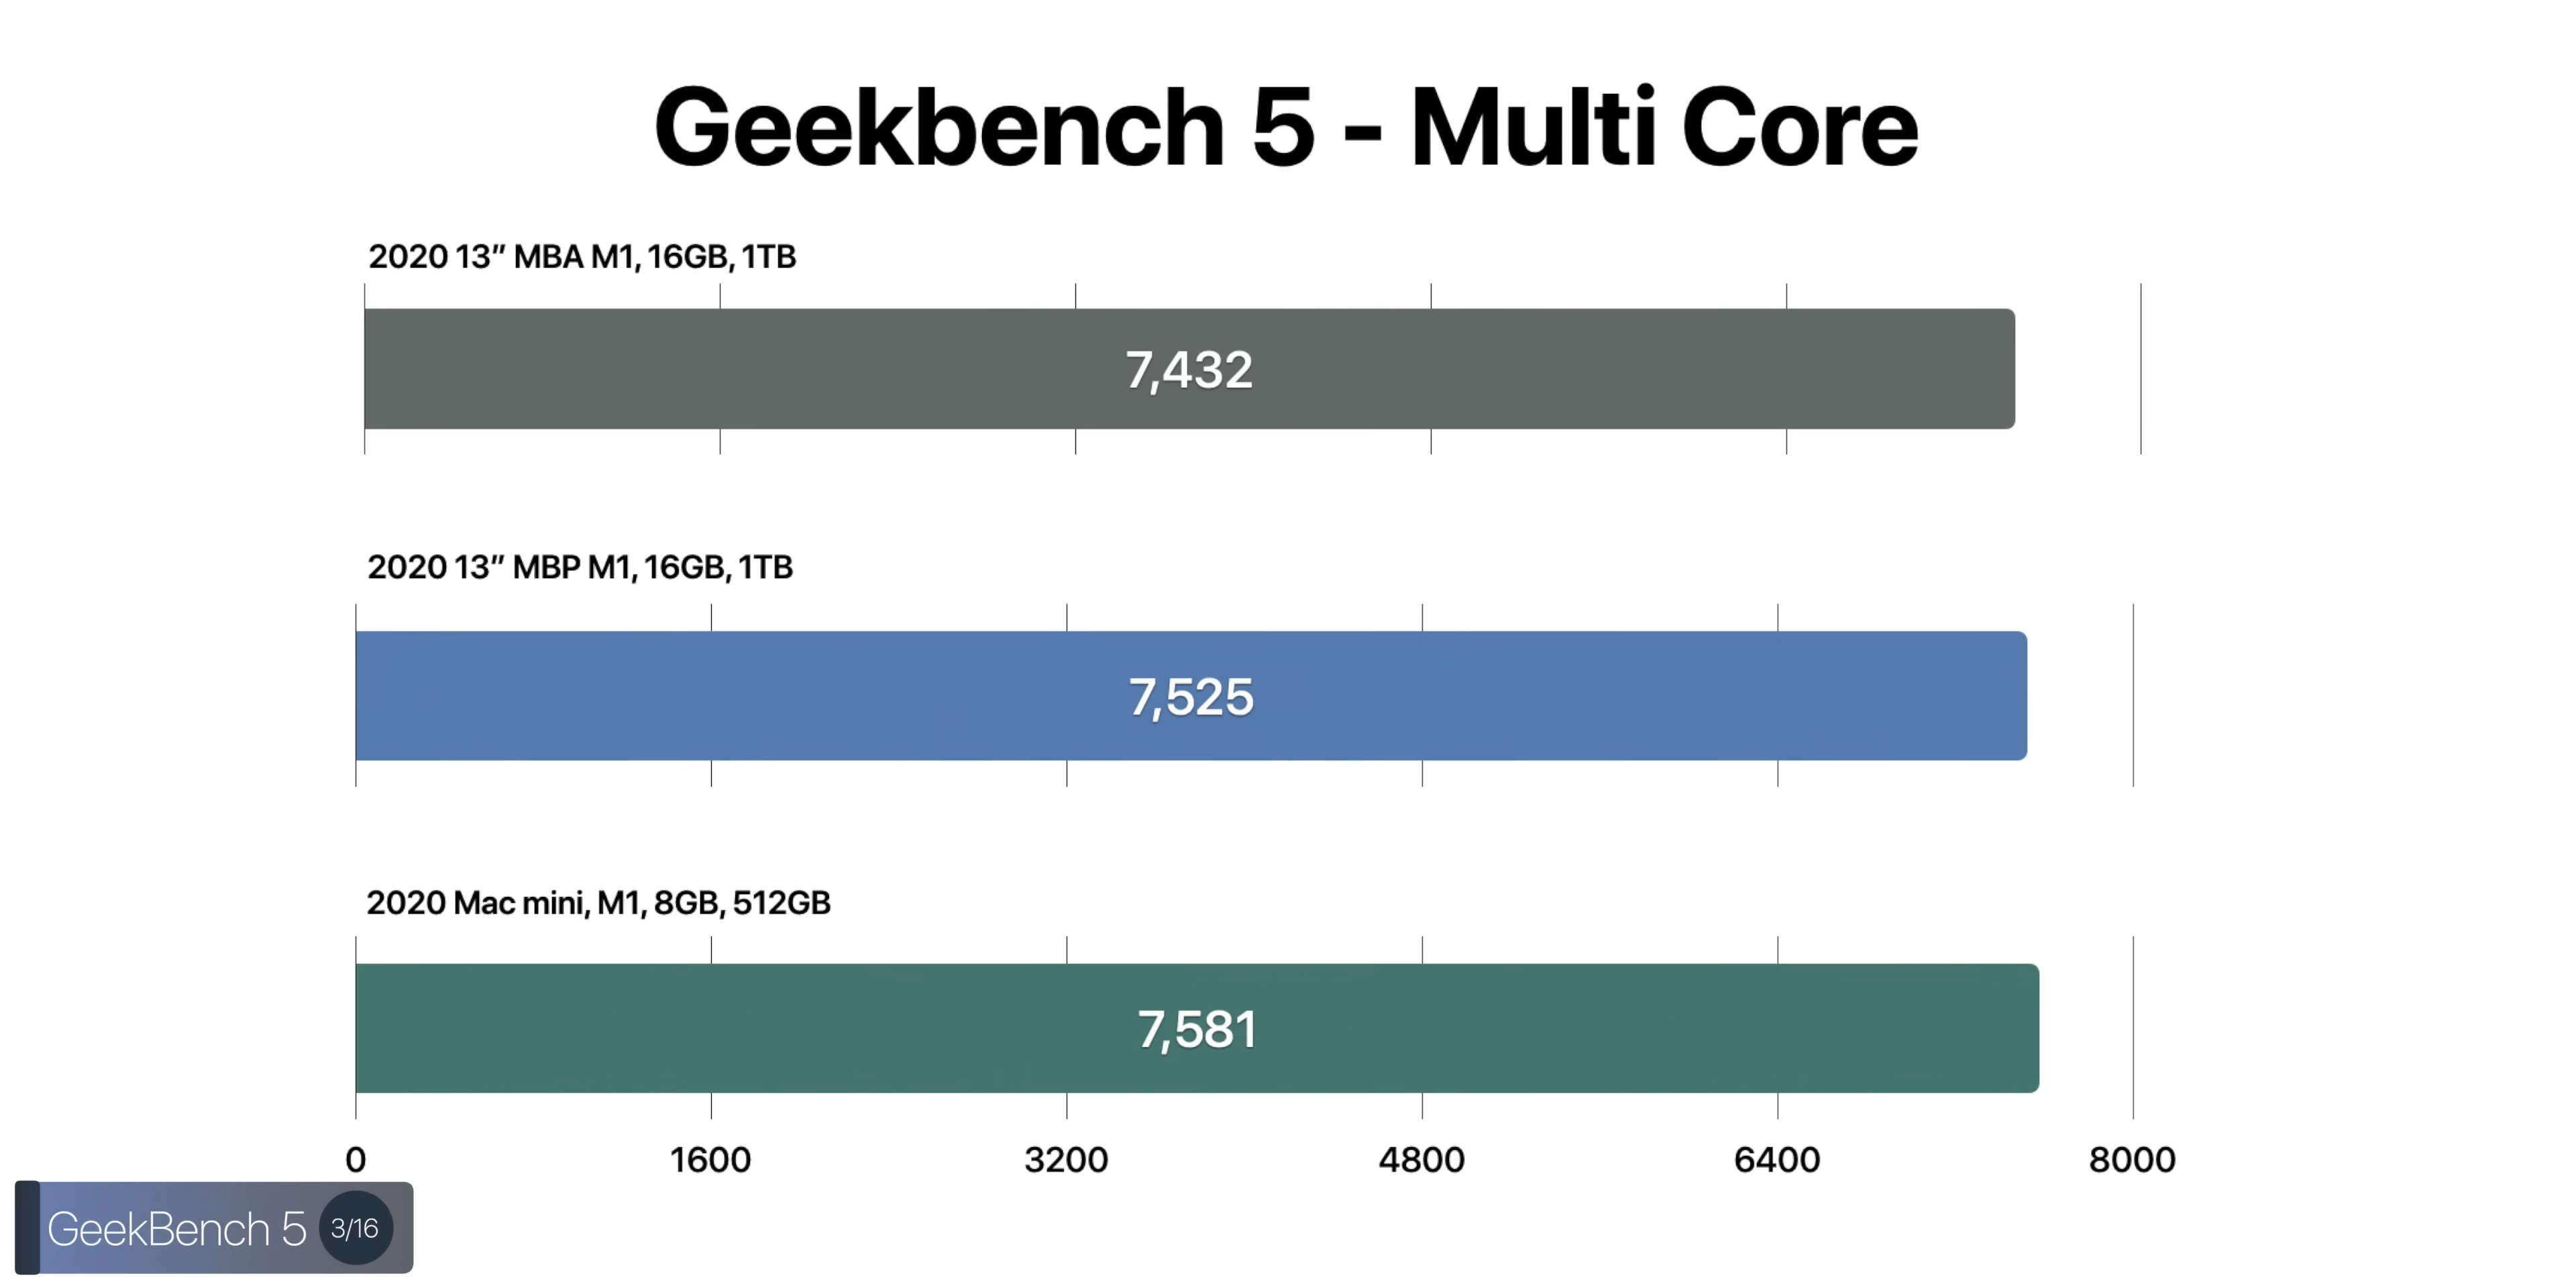 Geekbench 5 - Multi Core
2020 13” MBA M1, 16GB, 1TB
7,432
2020 13” MBP M1, 16GB, 1TB
7,525
2020 Mac mini, M1, 8GB, 512GB
7,581
0 1600 3200 4800 6400 8000
GeekBench 5 3/16